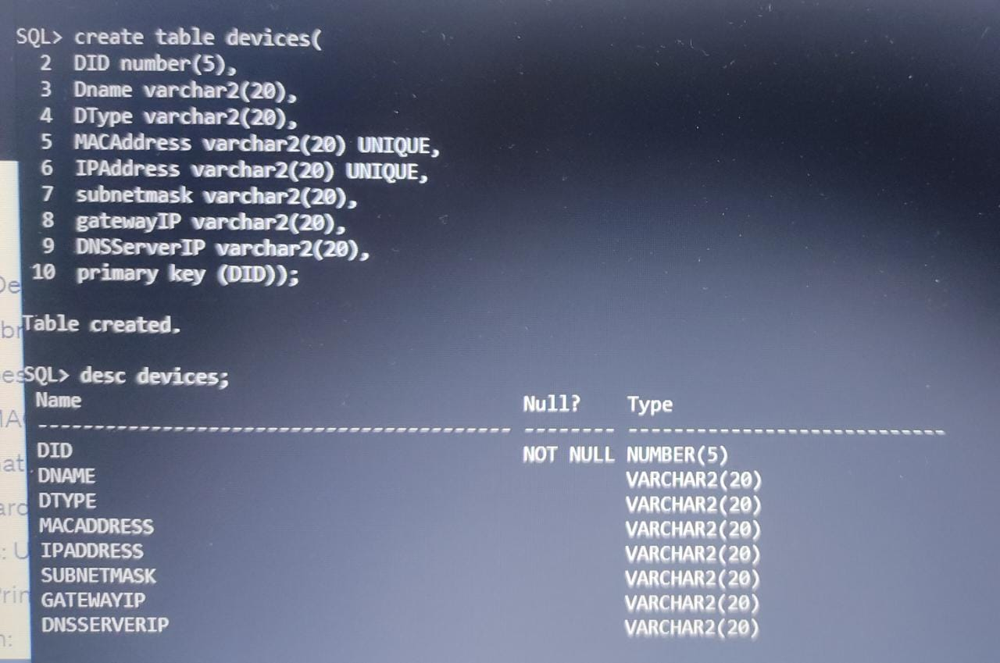 SQL> create table devices(
2 DID number(5),
3 Dname varchar2(20),
4 DType varchar2(20),
5 MACAddress varchar2(20) UNIQUE,
6 IPAddress varchar2(20) UNIQUE,
7 subnetmask varchar2(20),
8 gatewayIP varchar2(20),
9 DNSServerIP varchar2(20),
10 primary key (DID));
Table created.
SQL> desc devices;
Name Null? Type
----------------------------------------- -------- ----------------------------
DID NOT NULL NUMBER(5)
DNAME VARCHAR2(20)
DTYPE VARCHAR2(20)
MACADDRESS VARCHAR2(20)
IPADDRESS VARCHAR2(20)
SUBNETMASK VARCHAR2(20)
GATEWAYIP VARCHAR2(20)
DNSSERVERIP VARCHAR2(20)